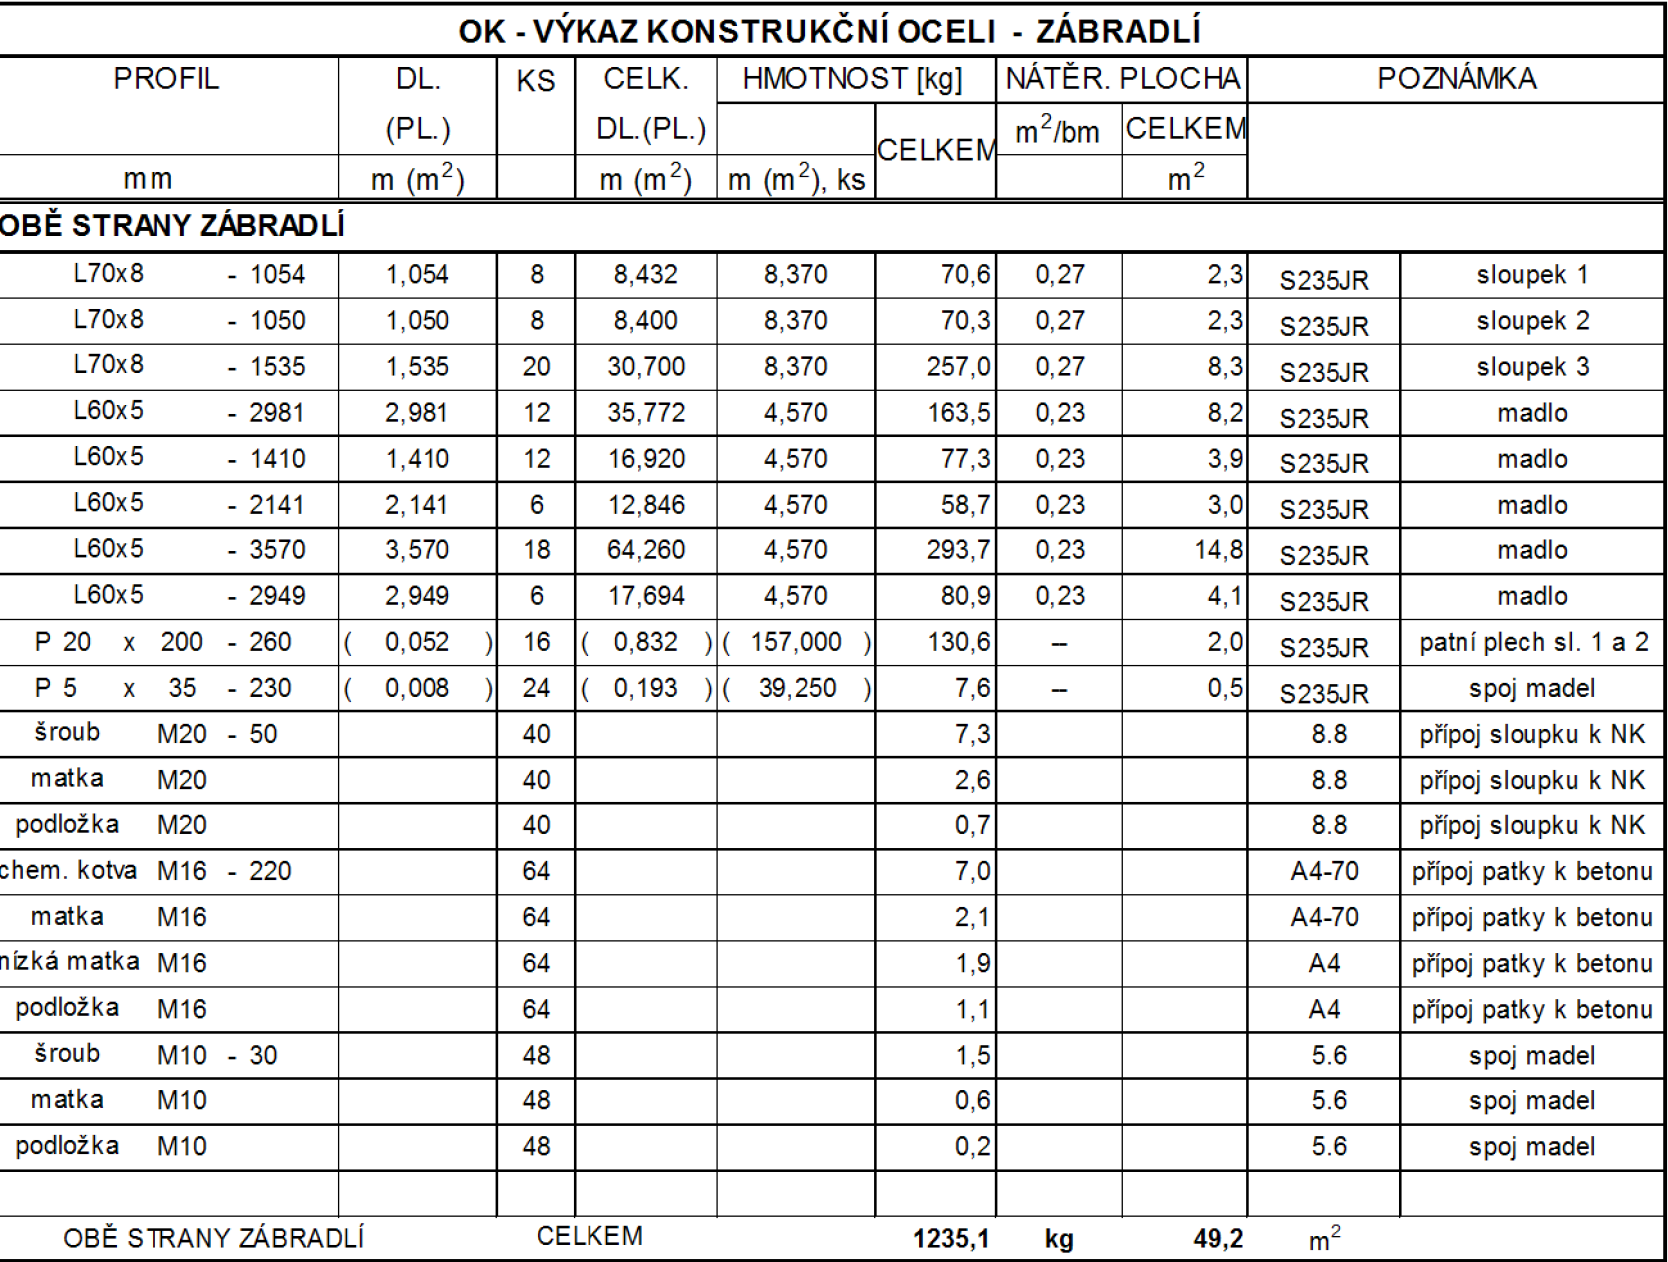 OK - VÝKAZ KONSTRUKČNÍ OCELI - ZÁBRADLÍ
PROFIL DL. KS CELK. HMOTNOST [kg] NÁTĚR. PLOCHA POZNÁMKA
(PL.) DL.(PL.) CELKEM m²/bm CELKEM
mm m (m²) m (m²) m (m²), ks m²
OBĚ STRANY ZÁBRADLÍ
L70x8 - 1054 1,054 8 8,432 8,370 70,6 0,27 2,3 S235JR sloupek 1
L70x8 - 1050 1,050 8 8,400 8,370 70,3 0,27 2,3 S235JR sloupek 2
L70x8 - 1535 1,535 20 30,700 8,370 257,0 0,27 8,3 S235JR sloupek 3
L60x5 - 2981 2,981 12 35,772 4,570 163,5 0,23 8,2 S235JR madlo
L60x5 - 1410 1,410 12 16,920 4,570 77,3 0,23 3,9 S235JR madlo
L60x5 - 2141 2,141 6 12,846 4,570 58,7 0,23 3,0 S235JR madlo
L60x5 - 3570 3,570 18 64,260 4,570 293,7 0,23 14,8 S235JR madlo
L60x5 - 2949 2,949 6 17,694 4,570 80,9 0,23 4,1 S235JR madlo
P 20 x 200 - 260 ( 0,052 ) 16 ( 0,832 ) ( 157,000 ) 130,6 -- 2,0 S235JR patní plech sl. 1 a 2
P 5 x 35 - 230 ( 0,008 ) 24 ( 0,193 ) ( 39,250 ) 7,6 -- 0,5 S235JR spoj madel
šroub M20 - 50 40 7,3 8.8 přípoj sloupku k NK
matka M20 40 2,6 8.8 přípoj sloupku k NK
podložka M20 40 0,7 8.8 přípoj sloupku k NK
chem. kotva M16 - 220 64 7,0 A4-70 přípoj patky k betonu
matka M16 64 2,1 A4-70 přípoj patky k betonu
nízká matka M16 64 1,9 A4 přípoj patky k betonu
podložka M16 64 1,1 A4 přípoj patky k betonu
šroub M10 - 30 48 1,5 5.6 spoj madel
matka M10 48 0,6 5.6 spoj madel
podložka M10 48 0,2 5.6 spoj madel
OBĚ STRANY ZÁBRADLÍ CELKEM 1235,1 kg 49,2 m²